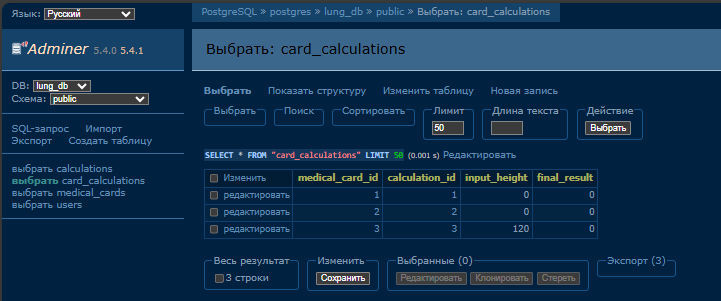 Язык: Русский
PostgreSQL » postgres » lung_db » public » Выбрать: card_calculations
Adminer 5.4.0 5.4.1
Выбрать: card_calculations
DB: lung_db
Схема: public
SQL-запрос Импорт
Экспорт Создать таблицу
выбрать calculations
выбрать card_calculations
выбрать medical_cards
выбрать users
Выбрать Показать структуру Изменить таблицу Новая запись
Выбрать Поиск Сортировать Лимит Длина текста Действие
50 Выбрать
SELECT * FROM "card_calculations" LIMIT 50 (0.001 s) Редактировать
Изменить medical_card_id calculation_id input_height final_result
редактировать 1 1 0 0
редактировать 2 2 0 0
редактировать 3 3 120 0
Весь результат Изменить Выбранные (0) Экспорт (3)
3 строки Сохранить Редактировать Клонировать Стереть